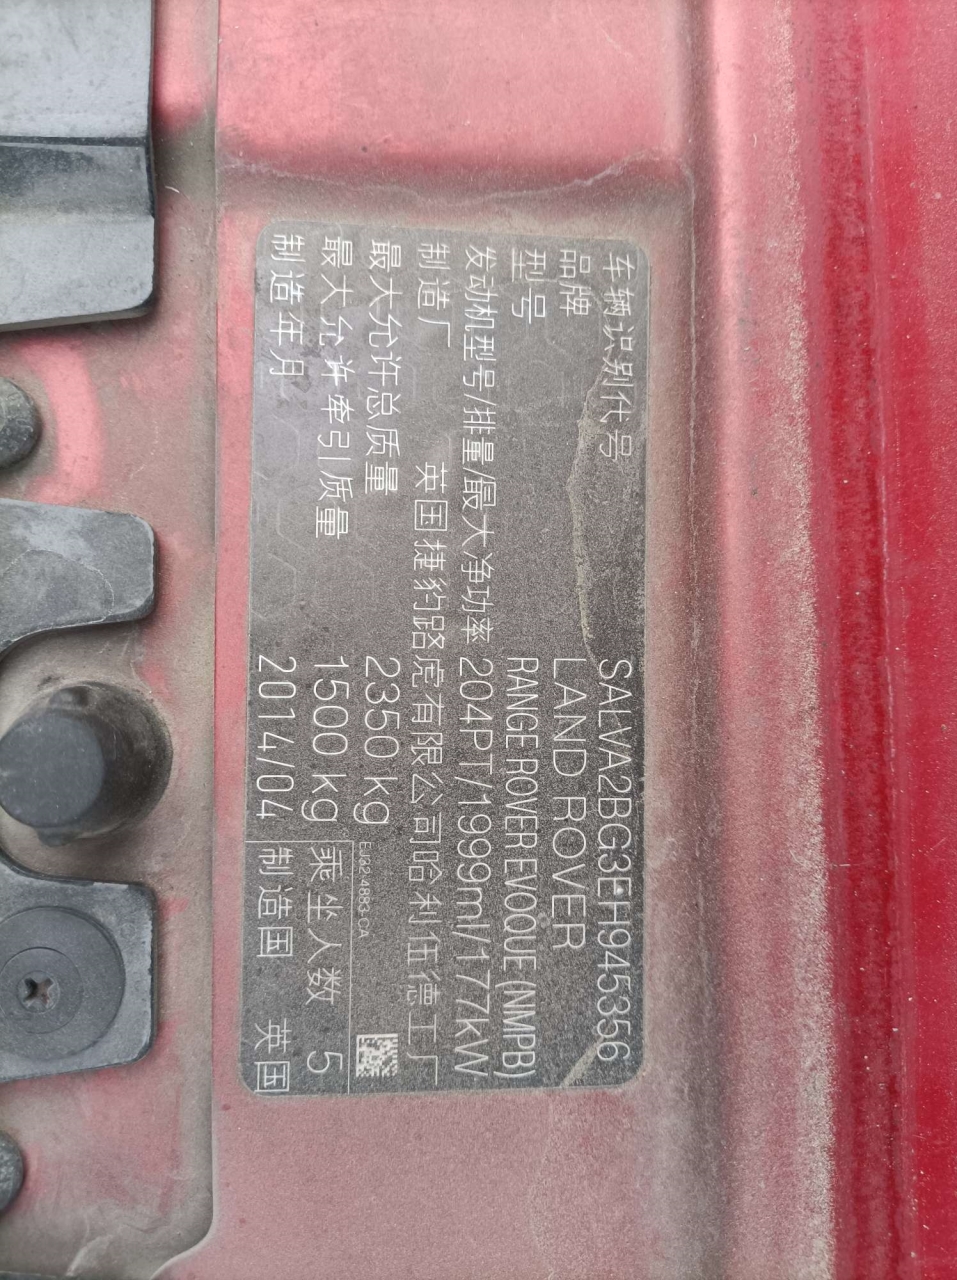 车辆识别代号 SALVA2BG3EH945356
品牌 LAND ROVER
型号 RANGE ROVER EVOQUE (NMPB)
发动机型号/排量/最大净功率 204PT/1999ml/177kW
制造厂 英国捷豹路虎有限公司哈利伍德工厂
最大允许总质量 2350 kg
EJ32-4883-CA
最大允许牵引质量 1500 kg 乘坐人数 5
制造年月 2014/04 制造国 英国